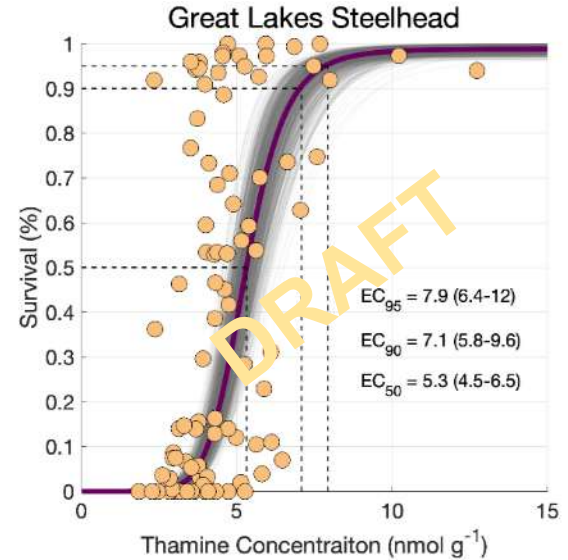 Great Lakes Steelhead
1
0.9
0.8
0.7
0.6
0.5
0.4
0.3
0.2
0.1
0
Survival (%)
DRAFT
EC95 = 7.9 (6.4-12)
EC90 = 7.1 (5.8-9.6)
EC50 = 5.3 (4.5-6.5)
0 5 10 15
Thamine Concentraiton (nmol g-1)